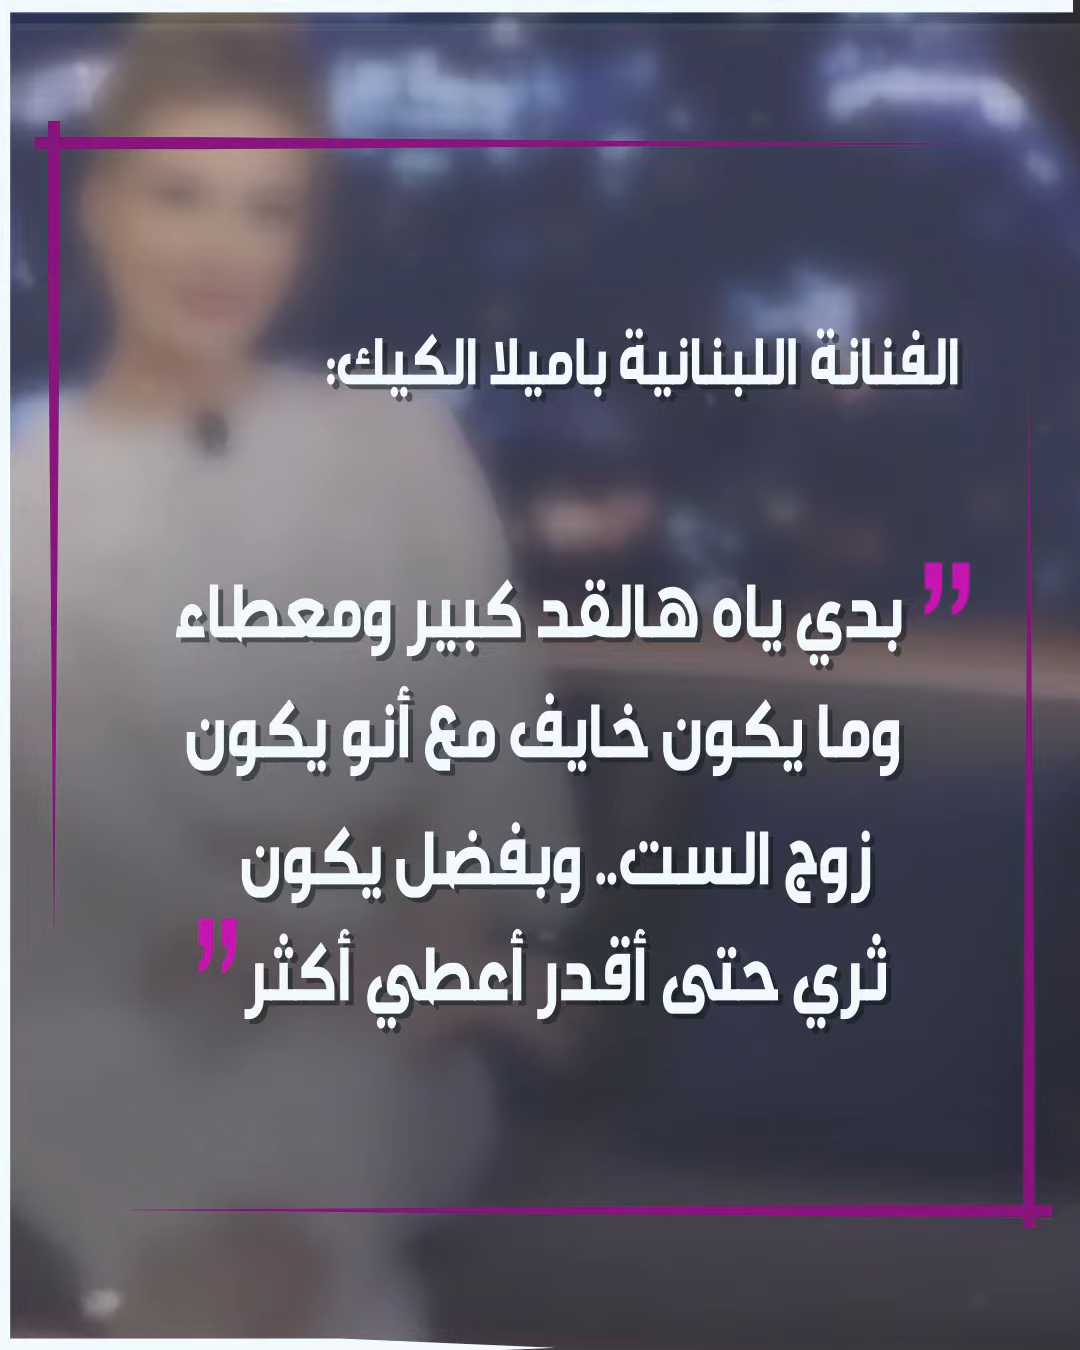 الفنانة اللبنانية باميلا الكيك:
” بدي ياه هالقد كبير ومعطاء
وما يكون خايف مع أنو يكون
زوج الست.. وبفضل يكون
ثري حتى أقدر أعطي أكثر ”